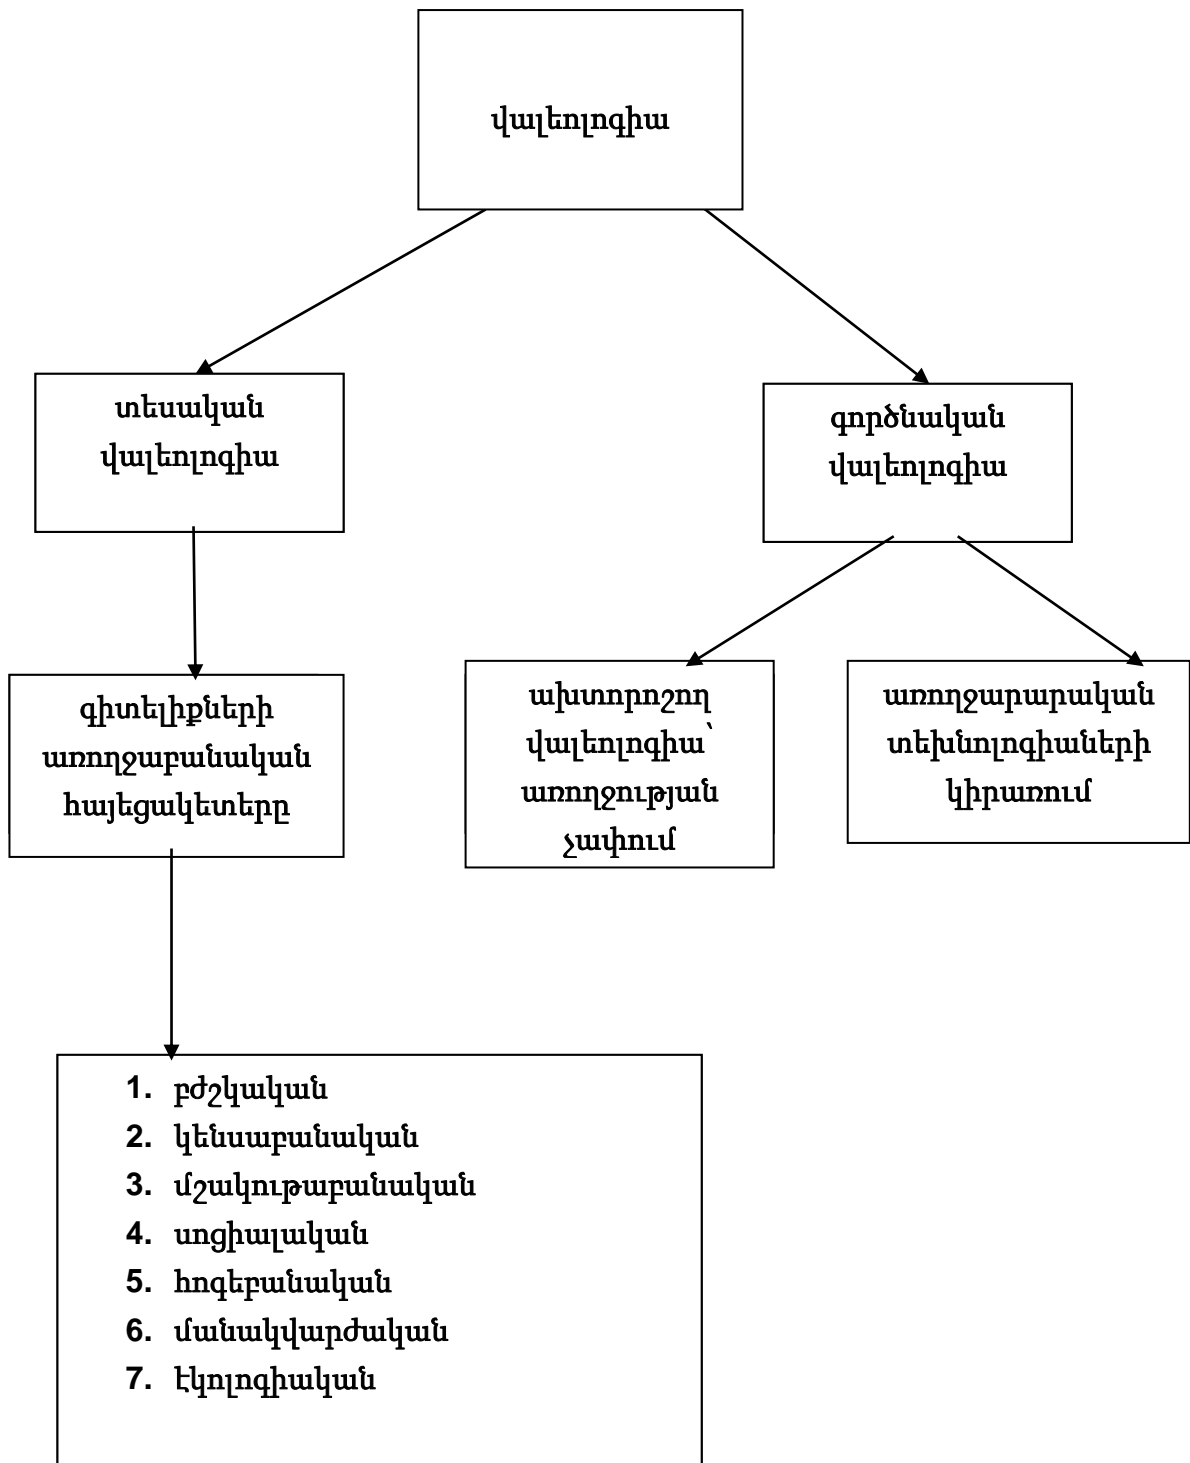 վալեոլոգիա
տեսական
վալեոլոգիա
գործնական
վալեոլոգիա
գիտելիքների
առողջաբանական
հայեցակետերը
ախտորոշող
վալեոլոգիա՝
առողջության
չափում
առողջարարական
տեխնոլոգիաների
կիրառում
1. բժշկական
2. կենսաբանական
3. մշակութաբանական
4. սոցիալական
5. հոգեբանական
6. մանակվարժական
7. էկոլոգիական